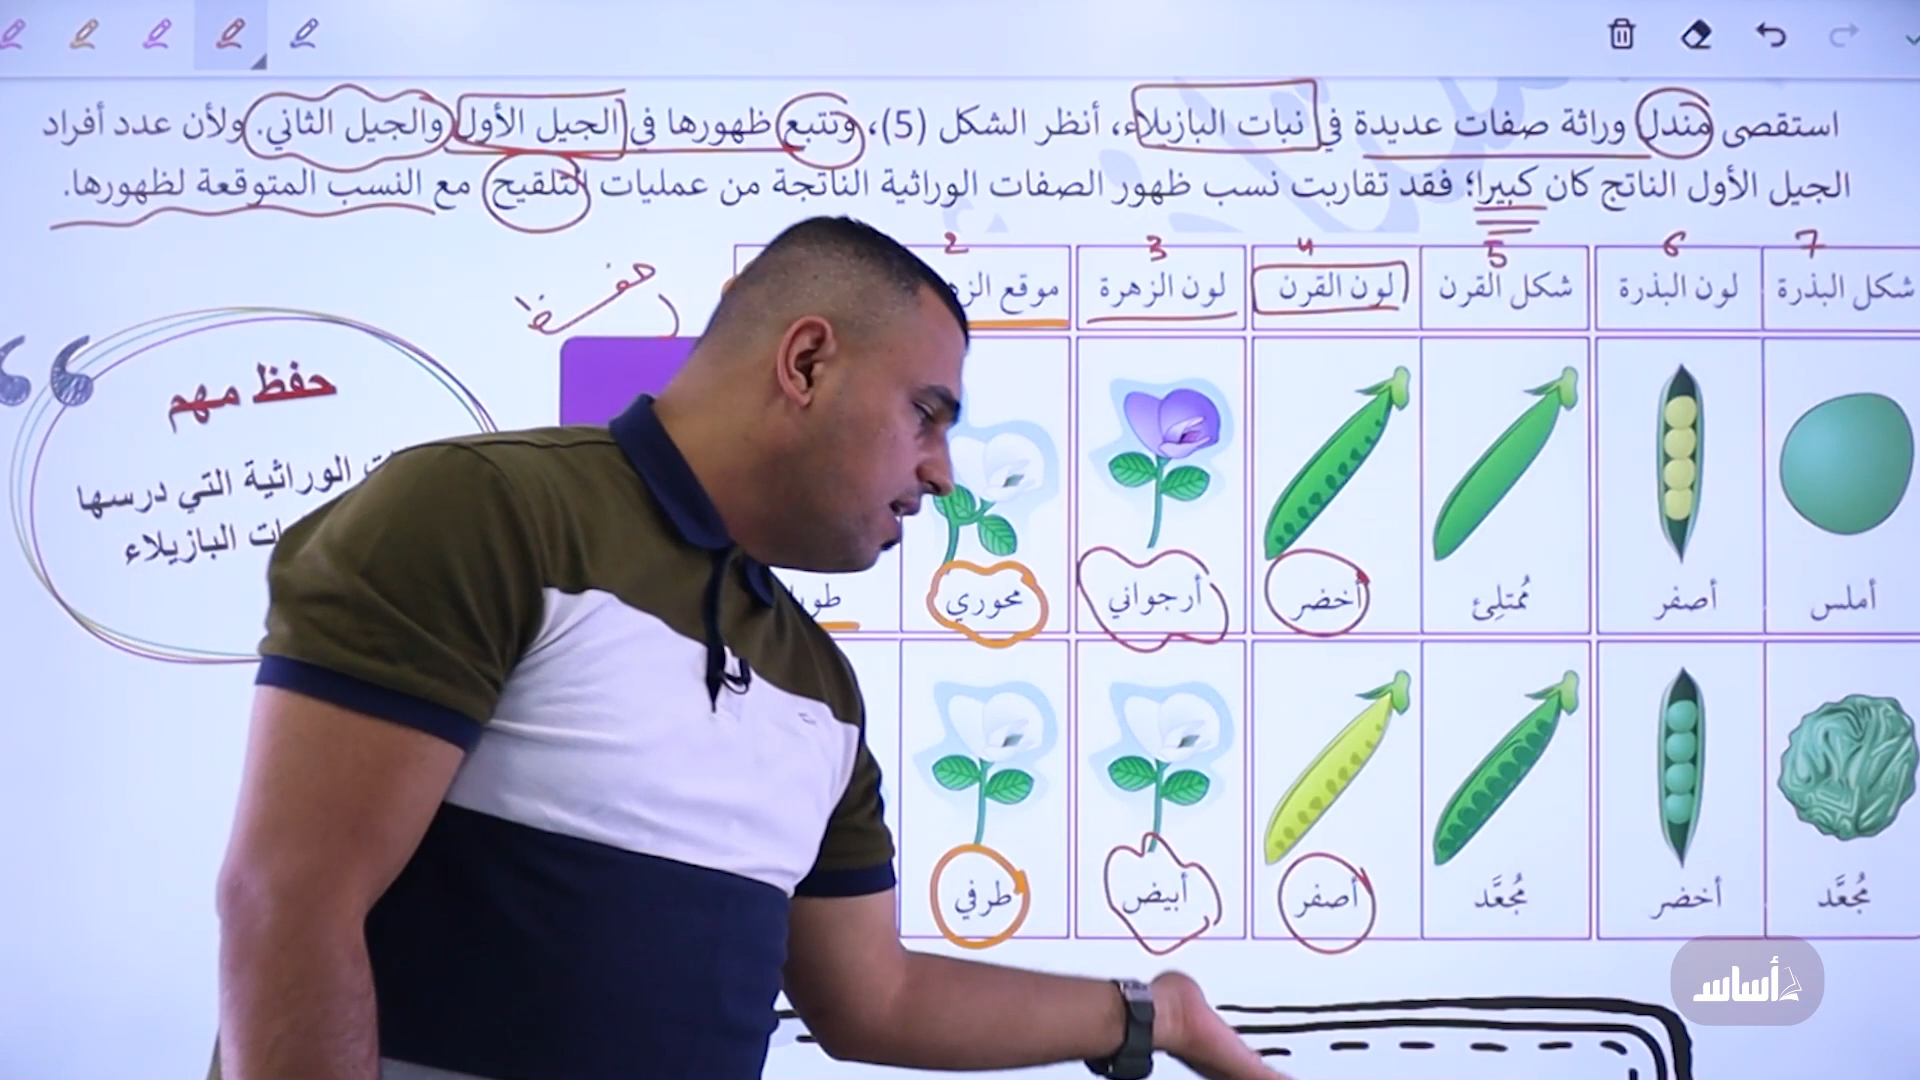 استقصى مندل وراثة صفات عديدة في نبات البازيلاء، أنظر الشكل (5)، وتتبع ظهورها في الجيل الأول والجيل الثاني. ولأن عدد أفراد
الجيل الأول الناتج كان كبيرا؛ فقد تقاربت نسب ظهور الصفات الوراثية الناتجة من عمليات التلقيح مع النسب المتوقعة لظهورها.
7 6 5 4 3 2
حفظ
شكل البذرة لون البذرة شكل القرن لون القرن لون الزهرة موقع
حفظ مهم
الوراثية التي درسها
البازيلاء
أملس أصفر مُمتلِئ أخضر أرجواني محوري
مُجعَّد أخضر مُجعَّد أصفر أبيض طرفي
أساس